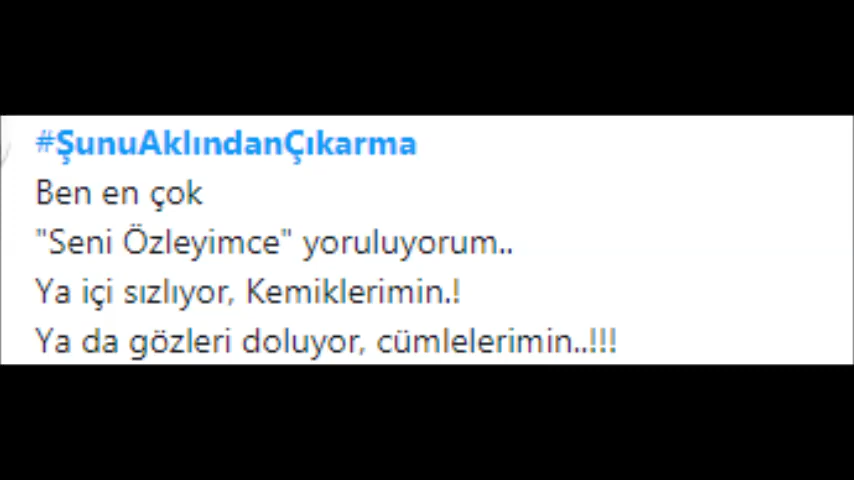 #ŞunuAklındanÇıkarma
Ben en çok
"Seni Özleyimce" yoruluyorum..
Ya içi sızlıyor, Kemiklerimin.!
Ya da gözleri doluyor, cümlelerimin..!!!